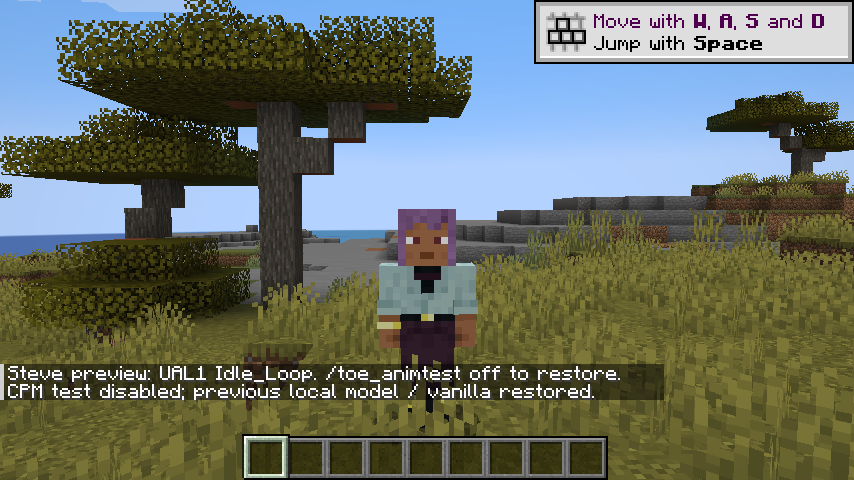 Move with W, A, S and D
Jump with Space
Steve preview: UAL1 Idle_Loop. /toe_animtest off to restore.
CPM test disabled; previous local model / vanilla restored.